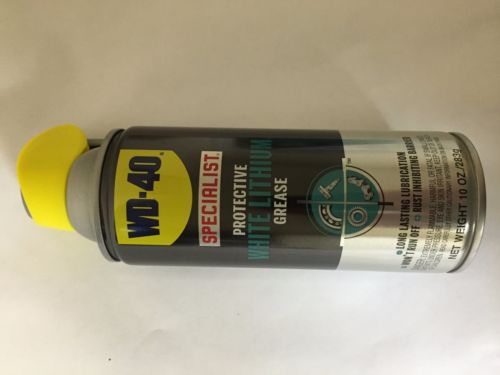 WD-40
SPECIALIST.
PROTECTIVE
WHITE LITHIUM
GREASE
TM
LONG LASTING LUBRICATION
WON'T RUN OFF RUST INHIBITING BARRIER
NET WEIGHT 10 OZ./283g